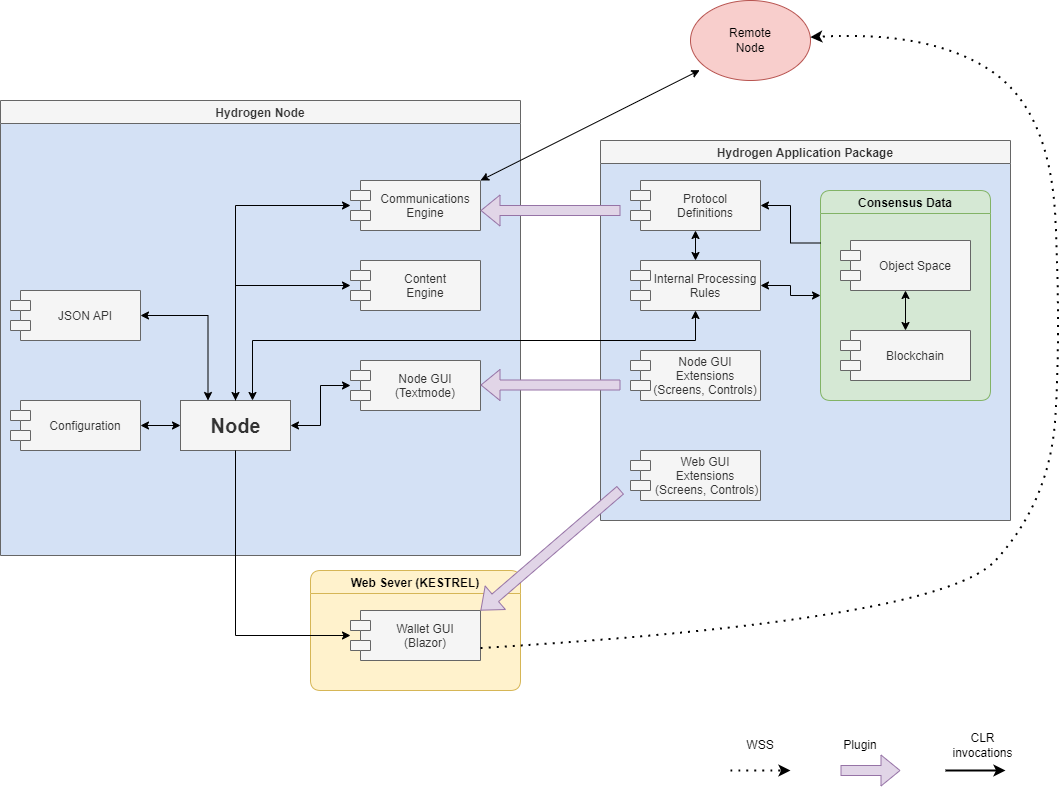 Remote
Node
Hydrogen Node
Hydrogen Application Package
Communications
Engine
Protocol
Definitions
Consensus Data
Content
Engine
Internal Processing
Rules
Object Space
JSON API
Node GUI
(Textmode)
Node GUI
Extensions
(Screens, Controls)
Blockchain
Configuration
Node
Web GUI
Extensions
(Screens, Controls)
Web Sever (KESTREL)
Wallet GUI
(Blazor)
WSS
Plugin
CLR
invocations